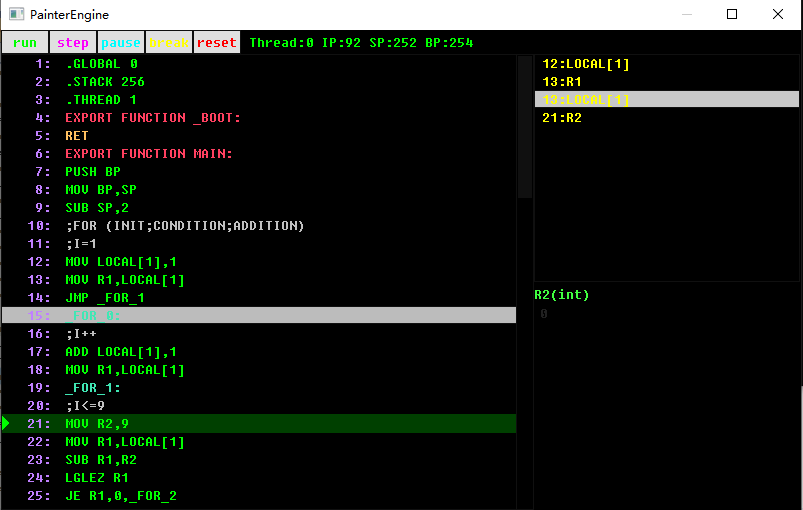 PainterEngine
run step pause break reset Thread:0 IP:92 SP:252 BP:254
1: .GLOBAL 0
2: .STACK 256
3: .THREAD 1
4: EXPORT FUNCTION _BOOT:
5: RET
6: EXPORT FUNCTION MAIN:
7: PUSH BP
8: MOV BP,SP
9: SUB SP,2
10: ;FOR (INIT;CONDITION;ADDITION)
11: ;I=1
12: MOV LOCAL[1],1
13: MOV R1,LOCAL[1]
14: JMP _FOR_1
15: _FOR_0:
16: ;I++
17: ADD LOCAL[1],1
18: MOV R1,LOCAL[1]
19: _FOR_1:
20: ;I<=9
21: MOV R2,9
22: MOV R1,LOCAL[1]
23: SUB R1,R2
24: LGLEZ R1
25: JE R1,0,_FOR_2
12:LOCAL[1]
13:R1
13:LOCAL[1]
21:R2
R2(int)
0